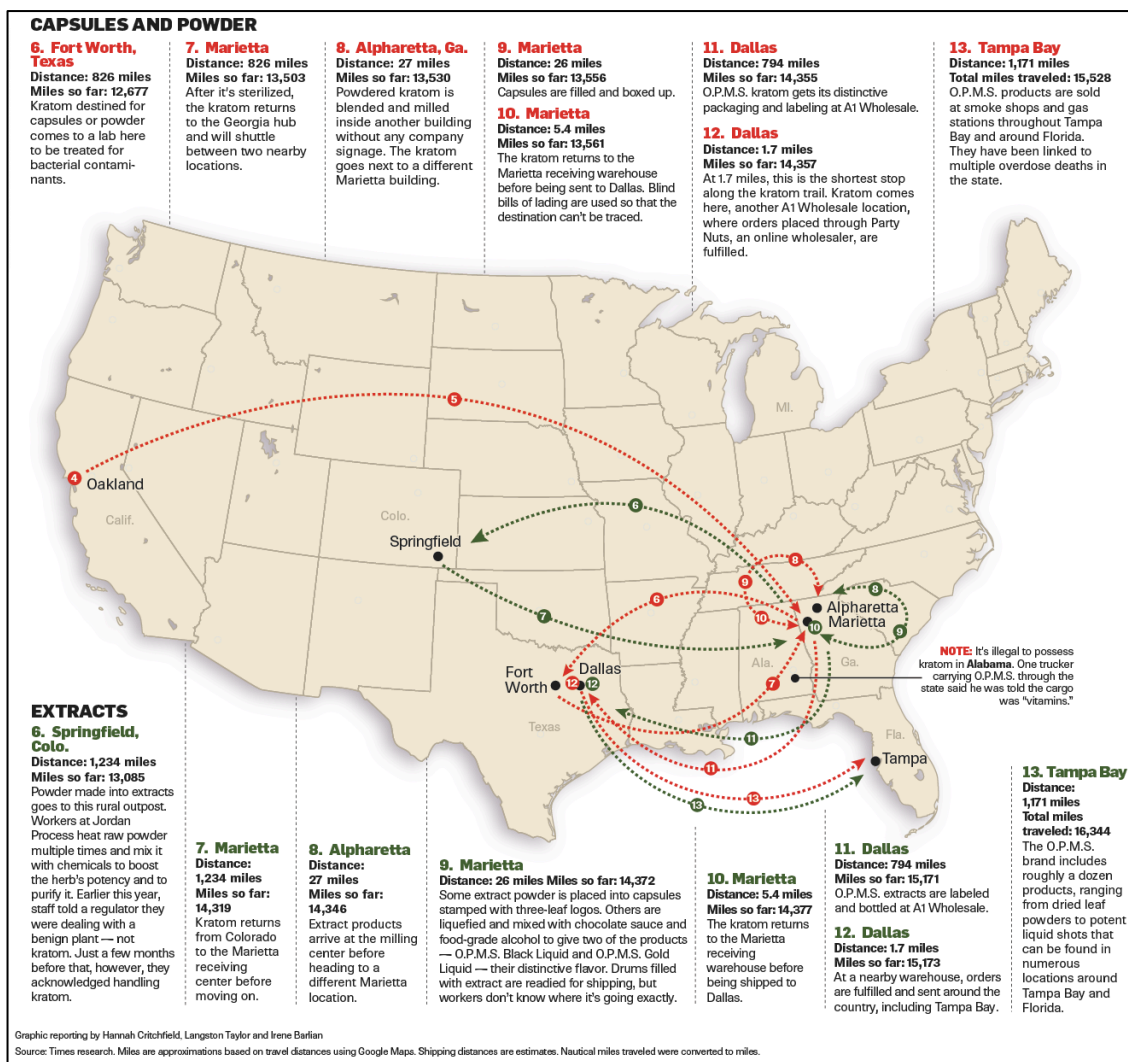 CAPSULES AND POWDER
6. Fort Worth,
Texas
Distance: 826 miles
Miles so far: 12,677
Kratom destined for
capsules or powder
comes to a lab here
to be treated for
bacterial contami-
nants.
7. Marietta
Distance: 826 miles
Miles so far: 13,503
After it's sterilized,
the kratom returns
to the Georgia hub
and will shuttle
between two nearby
locations.
8. Alpharetta, Ga.
Distance: 27 miles
Miles so far: 13,530
Powdered kratom is
blended and milled
inside another building
without any company
signage. The kratom
goes next to a different
Marietta building.
9. Marietta
Distance: 26 miles
Miles so far: 13,556
Capsules are filled and boxed up.
10. Marietta
Distance: 5.4 miles
Miles so far: 13,561
The kratom returns to the
Marietta receiving warehouse
before being sent to Dallas. Blind
bills of lading are used so that the
destination can't be traced.
11. Dallas
Distance: 794 miles
Miles so far: 14,355
O.P.M.S. kratom gets its distinctive
packaging and labeling at A1 Wholesale.
12. Dallas
Distance: 1.7 miles
Miles so far: 14,357
At 1.7 miles, this is the shortest stop
along the kratom trail. Kratom comes
here, another A1 Wholesale location,
where orders placed through Party
Nuts, an online wholesaler, are
fulfilled.
13. Tampa Bay
Distance: 1,171 miles
Total miles traveled: 15,528
O.P.M.S. products are sold
at smoke shops and gas
stations throughout Tampa
Bay and around Florida.
They have been linked to
multiple overdose deaths in
the state.
5
MI.
4
Oakland
Calif.
Colo.
6
Springfield
8
9
6
10
8
7
Alpharetta
Marietta
10
9
Fort
Worth
Dallas
12
12
Ala.
Ga.
7
NOTE: It's illegal to possess
kratom in Alabama. One trucker
carrying O.P.M.S. through the
state said he was told the cargo
was "vitamins."
Texas
11
11
Fla.
Tampa
13
13
EXTRACTS
6. Springfield,
Colo.
Distance: 1,234 miles
Miles so far: 13,085
Powder made into extracts
goes to this rural outpost.
Workers at Jordan
Process heat raw powder
multiple times and mix it
with chemicals to boost
the herb's potency and to
purify it. Earlier this year,
staff told a regulator they
were dealing with a
benign plant — not
kratom. Just a few months
before that, however, they
acknowledged handling
kratom.
7. Marietta
Distance:
1,234 miles
Miles so far:
14,319
Kratom returns
from Colorado
to the Marietta
receiving
center before
moving on.
8. Alpharetta
Distance:
27 miles
Miles so far:
14,346
Extract products
arrive at the milling
center before
heading to a
different Marietta
location.
9. Marietta
Distance: 26 miles Miles so far: 14,372
Some extract powder is placed into capsules
stamped with three-leaf logos. Others are
liquefied and mixed with chocolate sauce and
food-grade alcohol to give two of the products
— O.P.M.S. Black Liquid and O.P.M.S. Gold
Liquid — their distinctive flavor. Drums filled
with extract are readied for shipping, but
workers don't know where it's going exactly.
10. Marietta
Distance: 5.4 miles
Miles so far: 14,377
The kratom returns
to the Marietta
receiving
warehouse before
being shipped to
Dallas.
11. Dallas
Distance: 794 miles
Miles so far: 15,171
O.P.M.S. extracts are labeled
and bottled at A1 Wholesale.
12. Dallas
Distance: 1.7 miles
Miles so far: 15,173
At a nearby warehouse, orders
are fulfilled and sent around the
country, including Tampa Bay.
13. Tampa Bay
Distance:
1,171 miles
Total miles
traveled: 16,344
The O.P.M.S.
brand includes
roughly a dozen
products, ranging
from dried leaf
powders to potent
liquid shots that
can be found in
numerous
locations around
Tampa Bay and
Florida.
Graphic reporting by Hannah Critchfield, Langston Taylor and Irene Barlian
Source: Times research. Miles are approximations based on travel distances using Google Maps. Shipping distances are estimates. Nautical miles traveled were converted to miles.